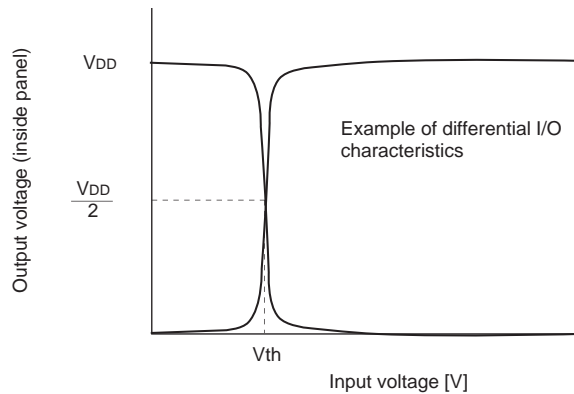 Output voltage (inside panel)
VDD
VDD
2
Example of differential I/O
characteristics
Vth
Input voltage [V]